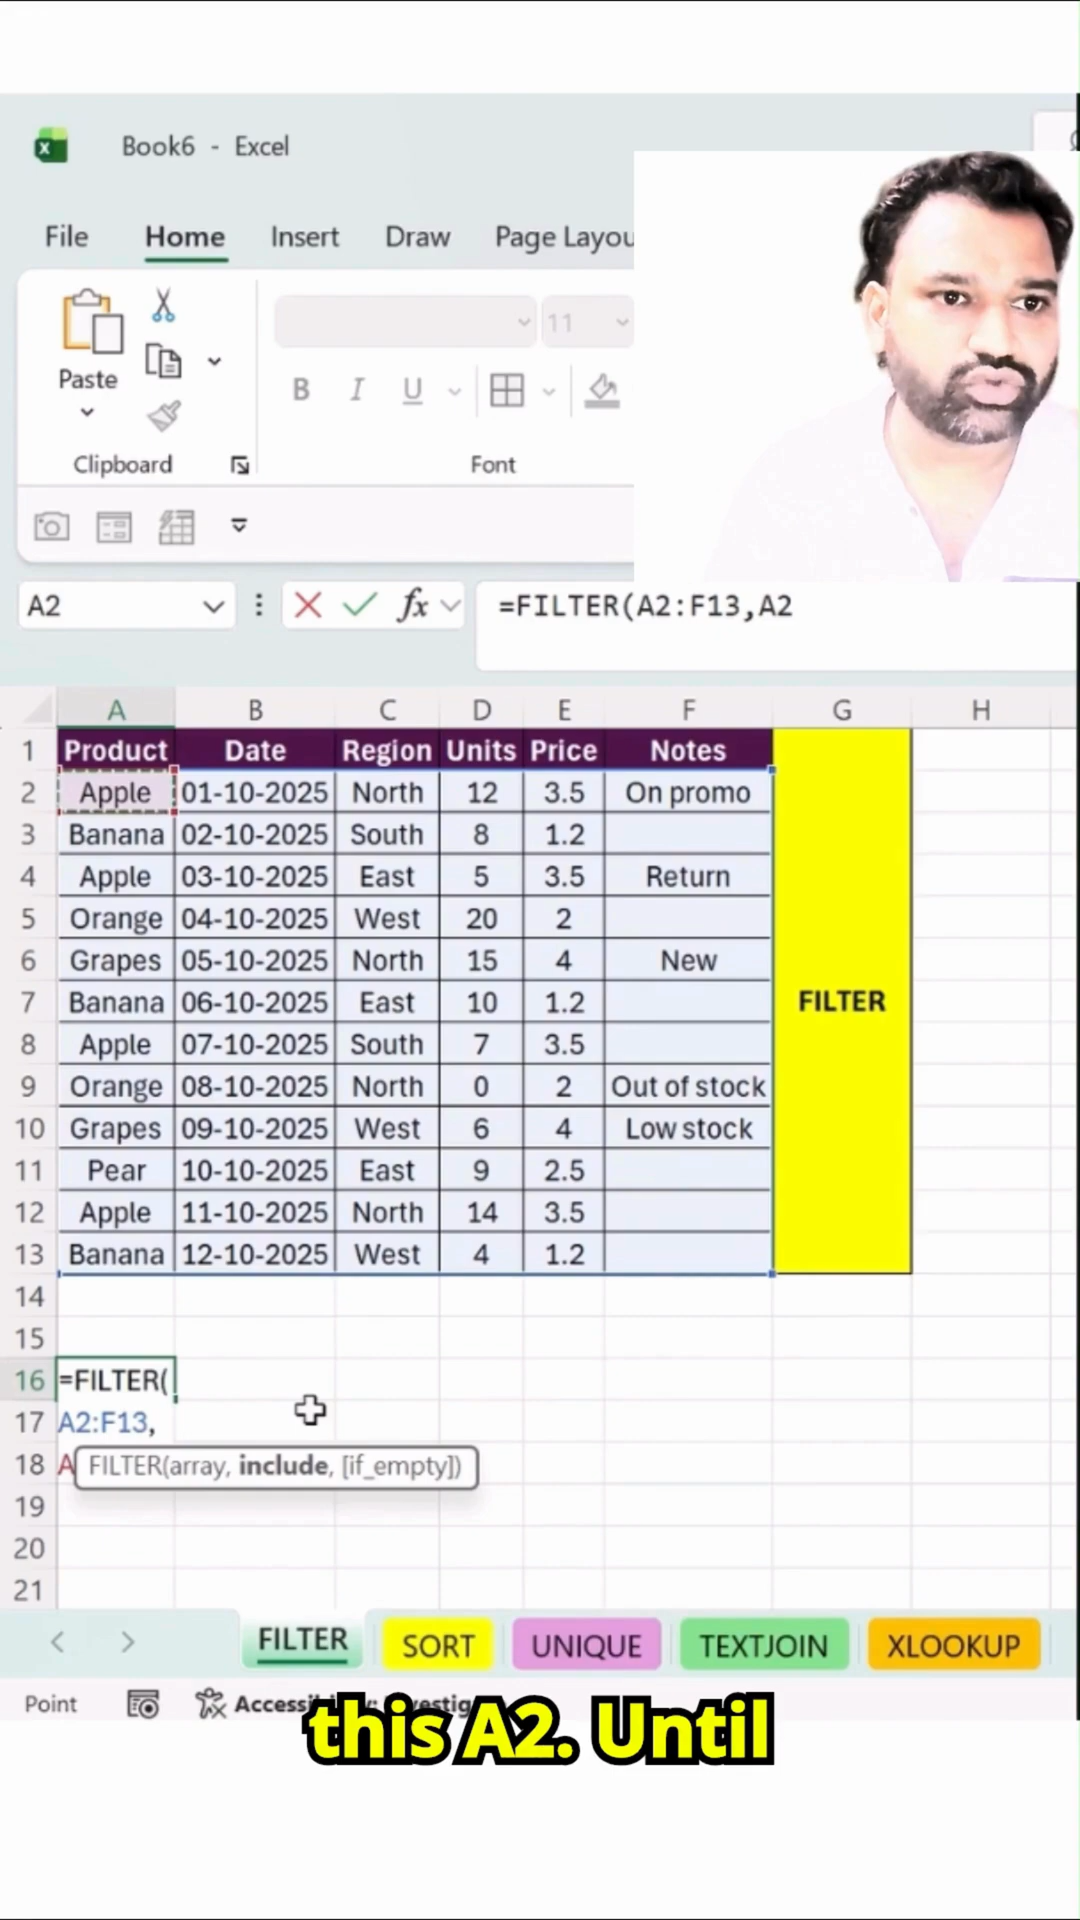 Book6 - Excel
File Home Insert Draw Page Layou
11
Paste
B I U
Clipboard Font
A2 fx =FILTER(A2:F13,A2
A B C D E F G H
1 Product Date Region Units Price Notes
2 Apple 01-10-2025 North 12 3.5 On promo
3 Banana 02-10-2025 South 8 1.2
4 Apple 03-10-2025 East 5 3.5 Return
5 Orange 04-10-2025 West 20 2
6 Grapes 05-10-2025 North 15 4 New
7 Banana 06-10-2025 East 10 1.2 FILTER
8 Apple 07-10-2025 South 7 3.5
9 Orange 08-10-2025 North 0 2 Out of stock
10 Grapes 09-10-2025 West 6 4 Low stock
11 Pear 10-10-2025 East 9 2.5
12 Apple 11-10-2025 North 14 3.5
13 Banana 12-10-2025 West 4 1.2
14
15
16 =FILTER(
17 A2:F13,
18 A FILTER(array, include, [if_empty])
19
20
21
FILTER SORT UNIQUE TEXTJOIN XLOOKUP
Point
this A2. Until